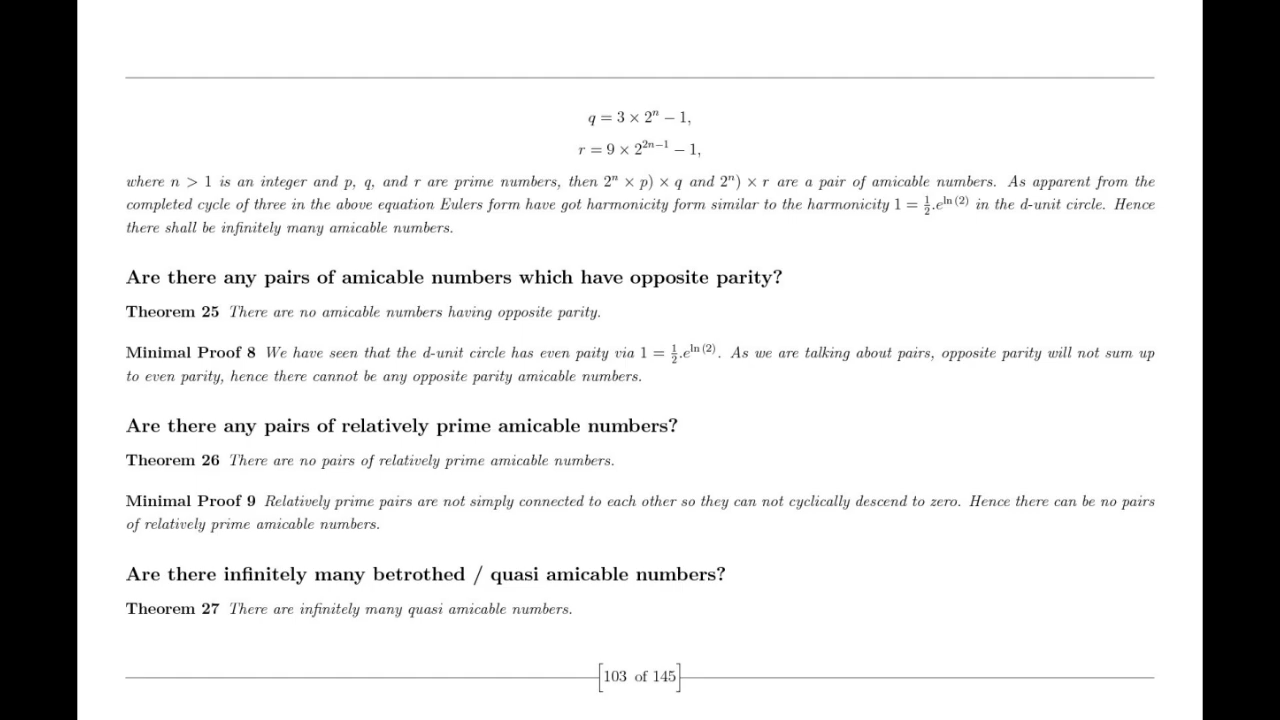 q = 3 × 2ⁿ − 1,
r = 9 × 2²ⁿ⁻¹ − 1,
where n > 1 is an integer and p, q, and r are prime numbers, then 2ⁿ × p) × q and 2ⁿ) × r are a pair of amicable numbers. As apparent from the
completed cycle of three in the above equation Eulers form have got harmonicity form similar to the harmonicity 1 = ½.e^{ln (2)} in the d-unit circle. Hence
there shall be infinitely many amicable numbers.
Are there any pairs of amicable numbers which have opposite parity?
Theorem 25 There are no amicable numbers having opposite parity.
Minimal Proof 8 We have seen that the d-unit circle has even paity via 1 = ½.e^{ln (2)}. As we are talking about pairs, opposite parity will not sum up
to even parity, hence there cannot be any opposite parity amicable numbers.
Are there any pairs of relatively prime amicable numbers?
Theorem 26 There are no pairs of relatively prime amicable numbers.
Minimal Proof 9 Relatively prime pairs are not simply connected to each other so they can not cyclically descend to zero. Hence there can be no pairs
of relatively prime amicable numbers.
Are there infinitely many betrothed / quasi amicable numbers?
Theorem 27 There are infinitely many quasi amicable numbers.
[103 of 145]